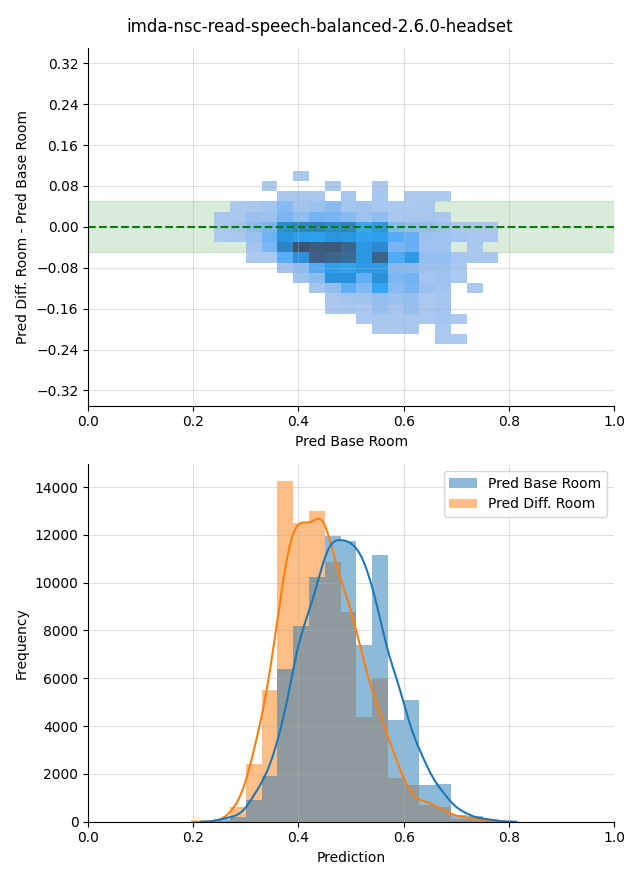 imda-nsc-read-speech-balanced-2.6.0-headset
Pred Diff. Room - Pred Base Room
0.32
0.24
0.16
0.08
0.00
−0.08
−0.16
−0.24
−0.32
0.0 0.2 0.4 0.6 0.8 1.0
Pred Base Room
Frequency
14000
12000
10000
8000
6000
4000
2000
0
Pred Base Room
Pred Diff. Room
0.0 0.2 0.4 0.6 0.8 1.0
Prediction